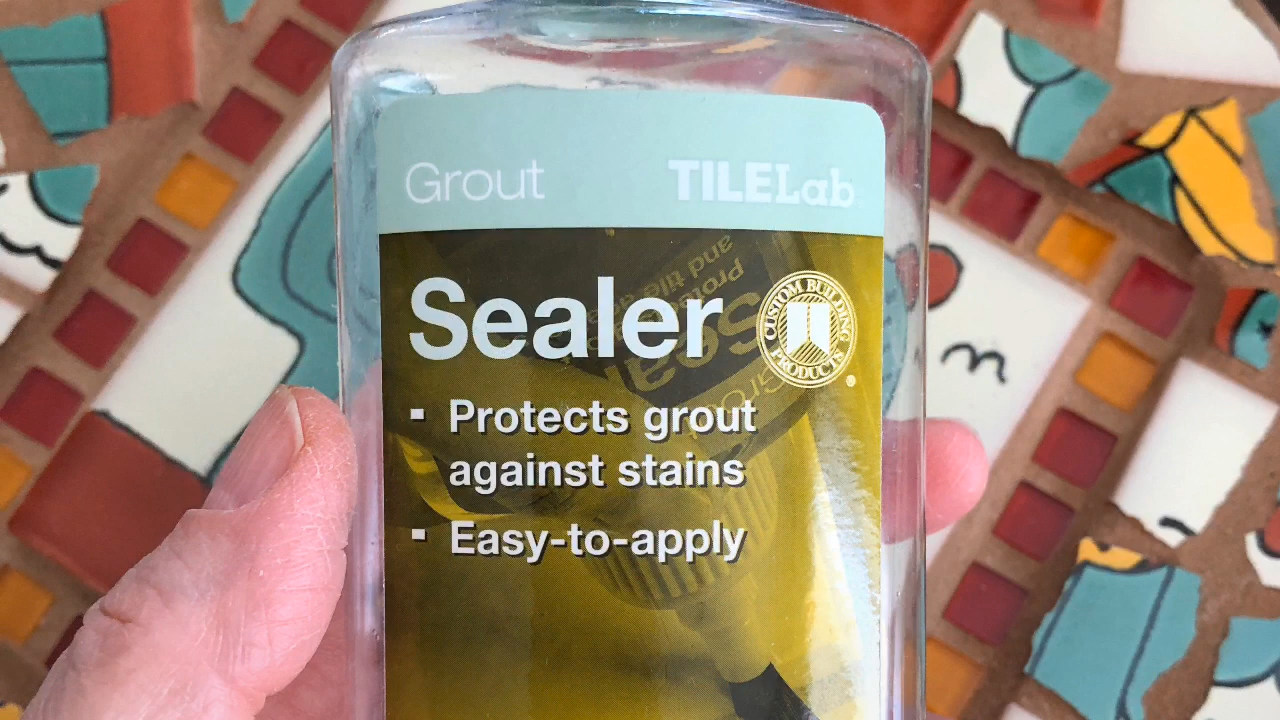 Grout
TILELab
Sealer
CUSTOM BUILDING
PRODUCTS
▪ Protects grout
against stains
▪ Easy-to-apply